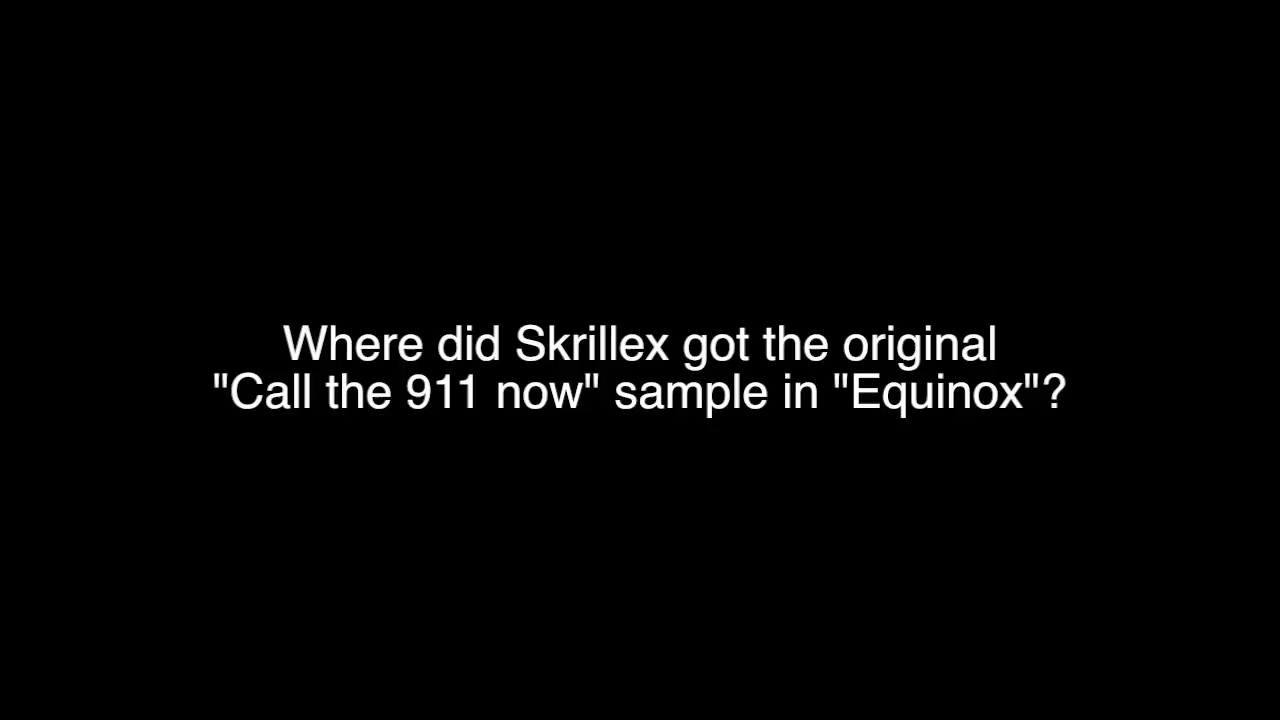 Where did Skrillex got the original
"Call the 911 now" sample in "Equinox"?